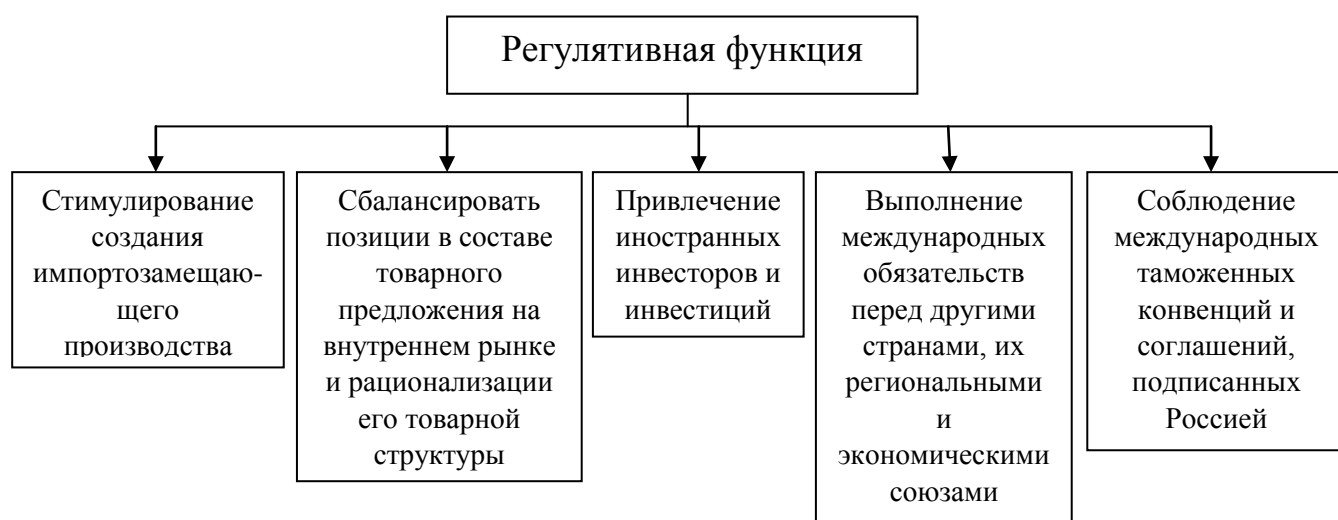 Регулятивная функция
Стимулирование
создания
импортозамещаю-
щего
производства
Сбалансировать
позиции в составе
товарного
предложения на
внутреннем рынке
и рационализации
его товарной
структуры
Привлечение
иностранных
инвесторов и
инвестиций
Выполнение
международных
обязательств
перед другими
странами, их
региональными
и
экономическими
союзами
Соблюдение
международных
таможенных
конвенций и
соглашений,
подписанных
Россией